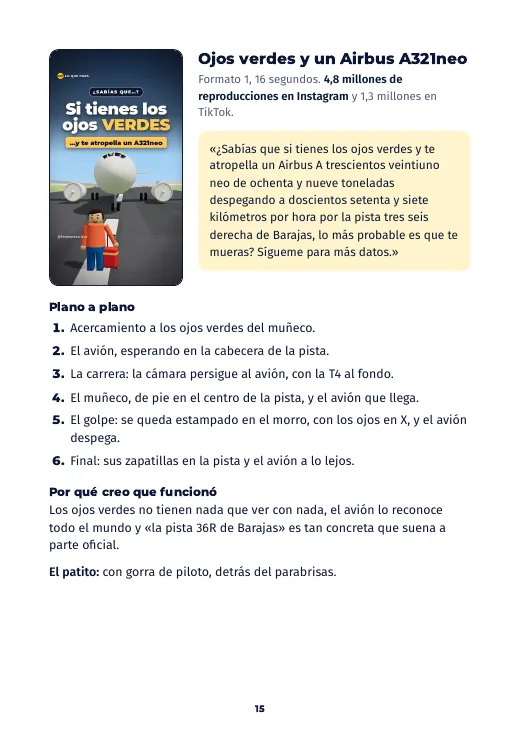 LO QUE PASA
¿SABÍAS QUE...?
Si tienes los
ojos VERDES
...y te atropella un A321neo
Ojos verdes y un Airbus A321neo
Formato 1, 16 segundos. 4,8 millones de
reproducciones en Instagram y 1,3 millones en
TikTok.
«¿Sabías que si tienes los ojos verdes y te
atropella un Airbus A trescientos veintiuno
neo de ochenta y nueve toneladas
despegando a doscientos setenta y siete
kilómetros por hora por la pista tres seis
derecha de Barajas, lo más probable es que te
mueras? Sígueme para más datos.»
Plano a plano
1. Acercamiento a los ojos verdes del muñeco.
2. El avión, esperando en la cabecera de la pista.
3. La carrera: la cámara persigue al avión, con la T4 al fondo.
4. El muñeco, de pie en el centro de la pista, y el avión que llega.
5. El golpe: se queda estampado en el morro, con los ojos en X, y el avión
despega.
6. Final: sus zapatillas en la pista y el avión a lo lejos.
Por qué creo que funcionó
Los ojos verdes no tienen nada que ver con nada, el avión lo reconoce
todo el mundo y «la pista 36R de Barajas» es tan concreta que suena a
parte oficial.
El patito: con gorra de piloto, detrás del parabrisas.
15